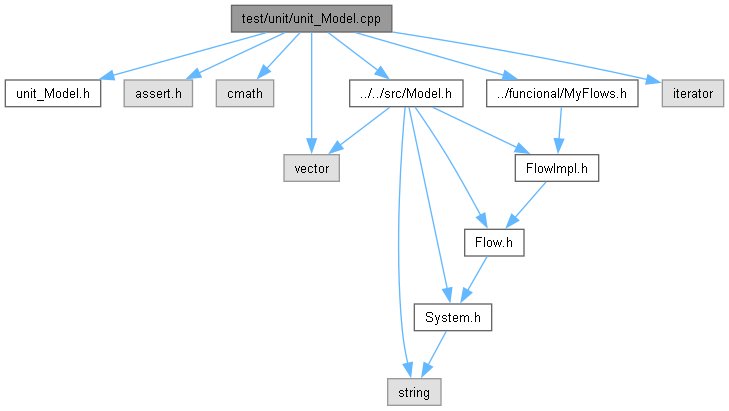 test/unit/unit_Model.cpp
unit_Model.h
assert.h
cmath
../../src/Model.h
../funcional/MyFlows.h
iterator
vector
FlowImpl.h
Flow.h
System.h
string